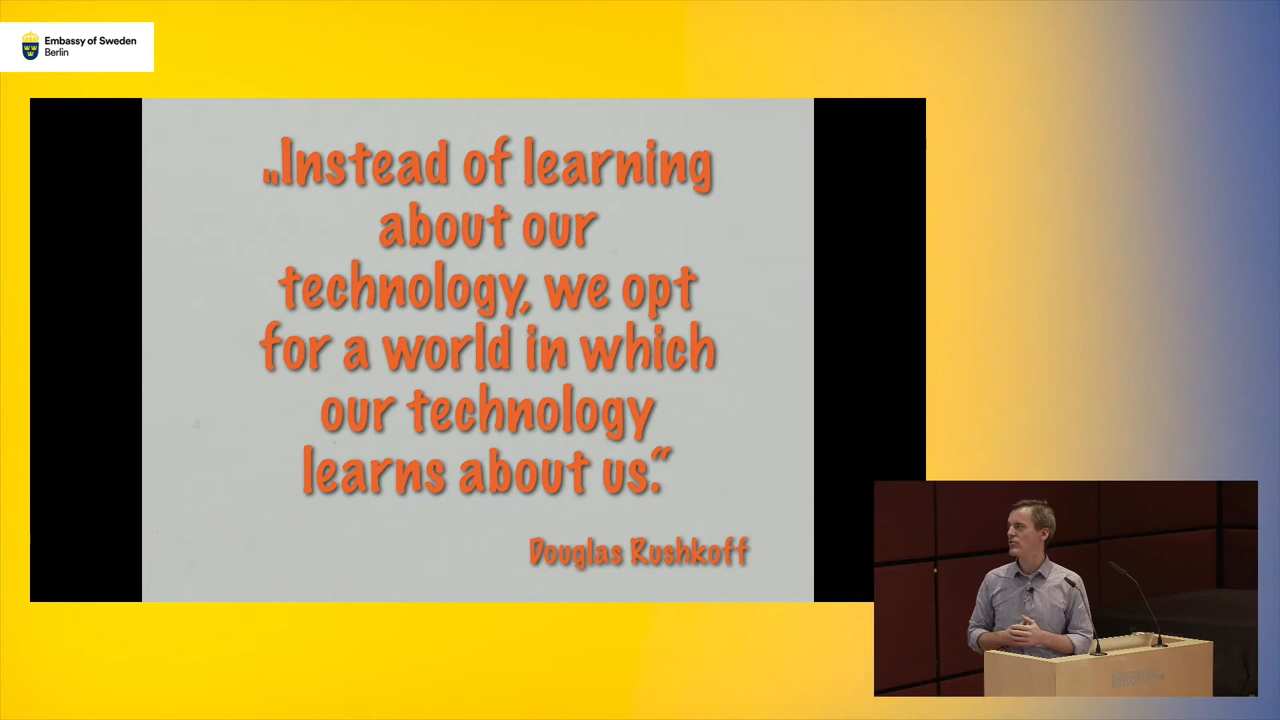 Embassy of Sweden
Berlin
„Instead of learning
about our
technology, we opt
for a world in which
our technology
learns about us.”
Douglas Rushkoff